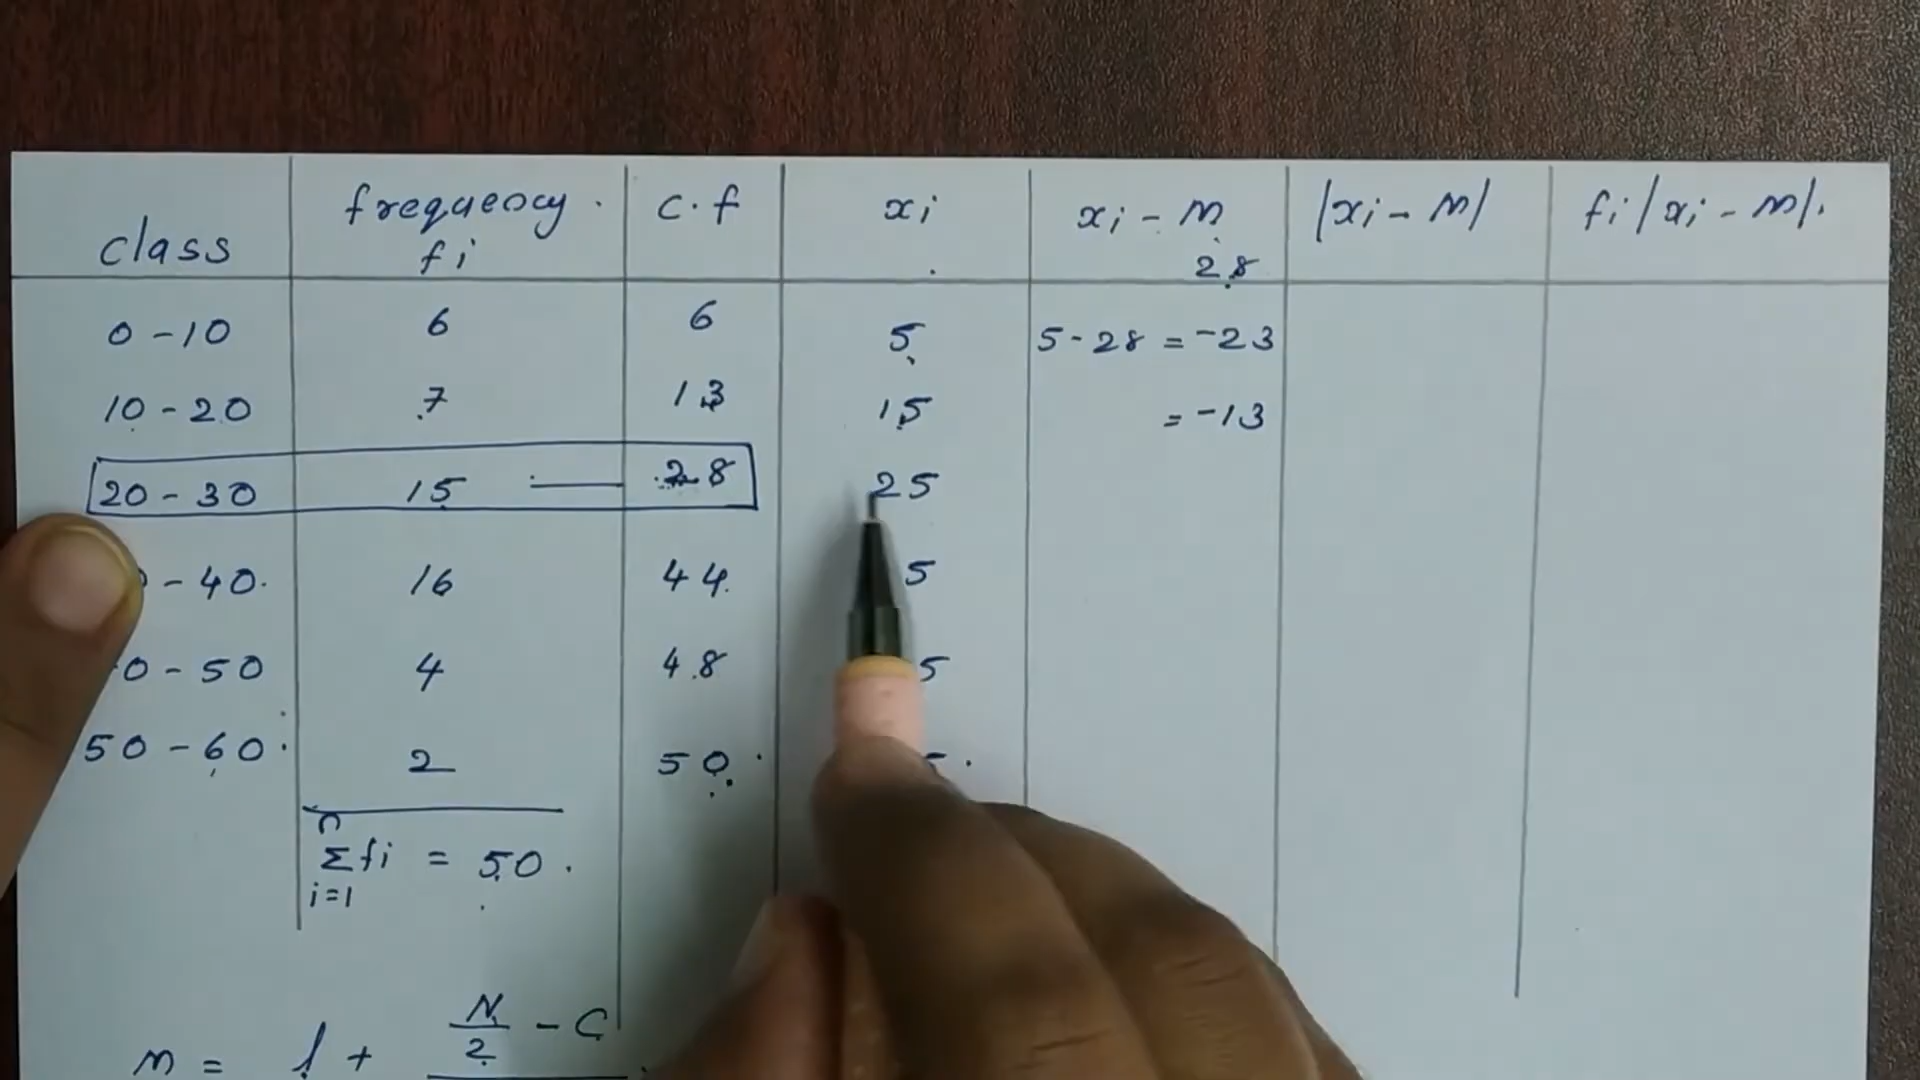 class frequency fi c.f xi xi - M 28 |xi - M| fi |xi - M|.
0 - 10 6 6 5 5 - 28 = -23
10 - 20 7 13 15 = -13
20 - 30 15 28 25
- 40. 16 44. 5
0 - 50 4 48 5
50 - 60. 2 50.
n
Σfi = 50.
i=1
M = l + N/2 - C